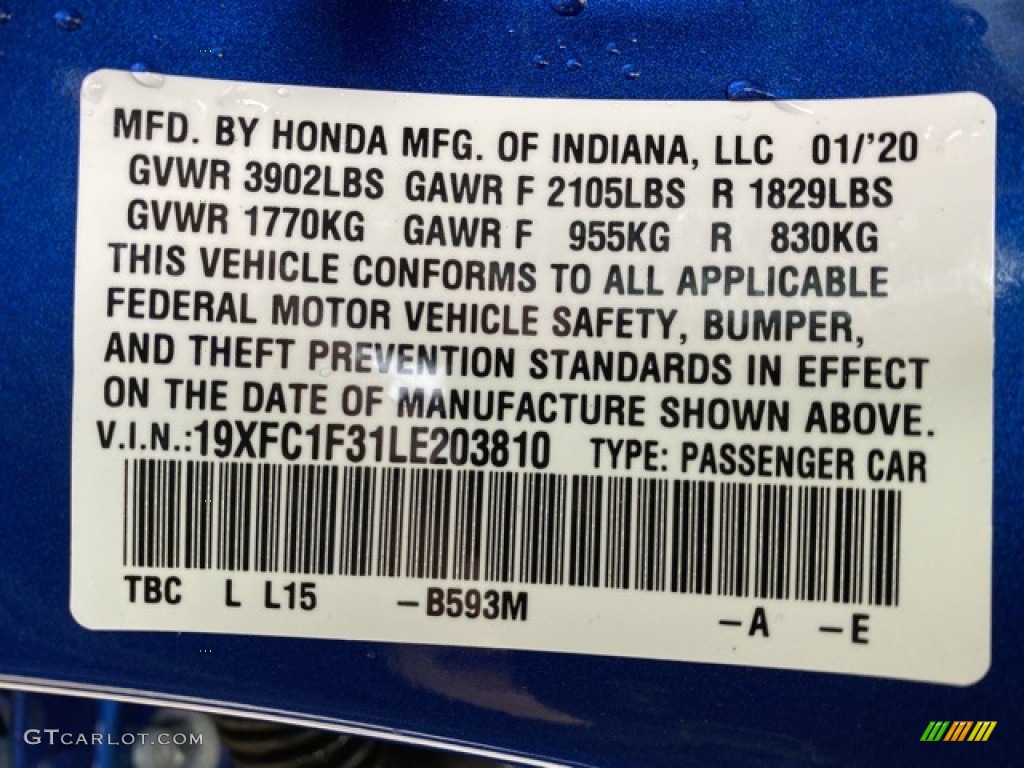 MFD. BY HONDA MFG. OF INDIANA, LLC 01/'20
GVWR 3902LBS GAWR F 2105LBS R 1829LBS
GVWR 1770KG GAWR F 955KG R 830KG
THIS VEHICLE CONFORMS TO ALL APPLICABLE
FEDERAL MOTOR VEHICLE SAFETY, BUMPER,
AND THEFT PREVENTION STANDARDS IN EFFECT
ON THE DATE OF MANUFACTURE SHOWN ABOVE.
V.I.N.:19XFC1F31LE203810 TYPE: PASSENGER CAR
TBC L L15 –B593M –A –E
GTCARLOT.COM